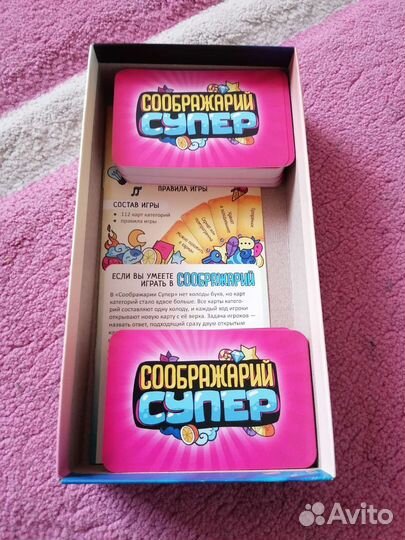 СООБРАЖАРИЙ
СУПЕР
ПРАВИЛА ИГРЫ
СОСТАВ ИГРЫ
• 112 карт категорий
• правила игры
ЕСЛИ ВЫ УМЕЕТЕ
ИГРАТЬ В СООБРАЖАРИЙ
В «Соображарии Супер» нет колоды букв, но карт
категорий стало вдвое больше. Все карты катего-
рий составляют одну колоду, и каждый ход игроки
открывают новую карту с её верха. Задача игроков —
назвать ответ, подходящий сразу двум открытым
СООБРАЖАРИЙ
СУПЕР
Avito